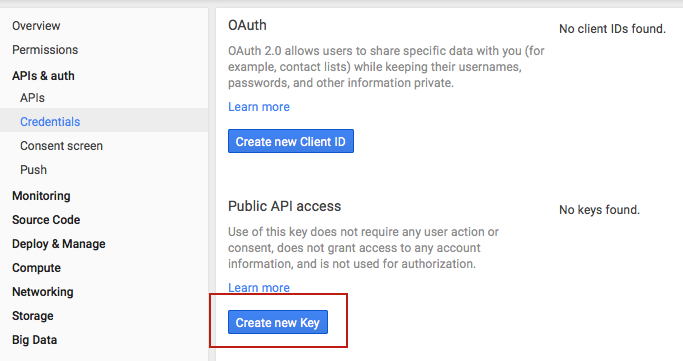 Overview
Permissions
APIs & auth
APIs
Credentials
Consent screen
Push
Monitoring
Source Code
Deploy & Manage
Compute
Networking
Storage
Big Data
OAuth
OAuth 2.0 allows users to share specific data with you (for
example, contact lists) while keeping their usernames,
passwords, and other information private.
Learn more
Create new Client ID
No client IDs found.
Public API access
Use of this key does not require any user action or
consent, does not grant access to any account
information, and is not used for authorization.
Learn more
Create new Key
No keys found.